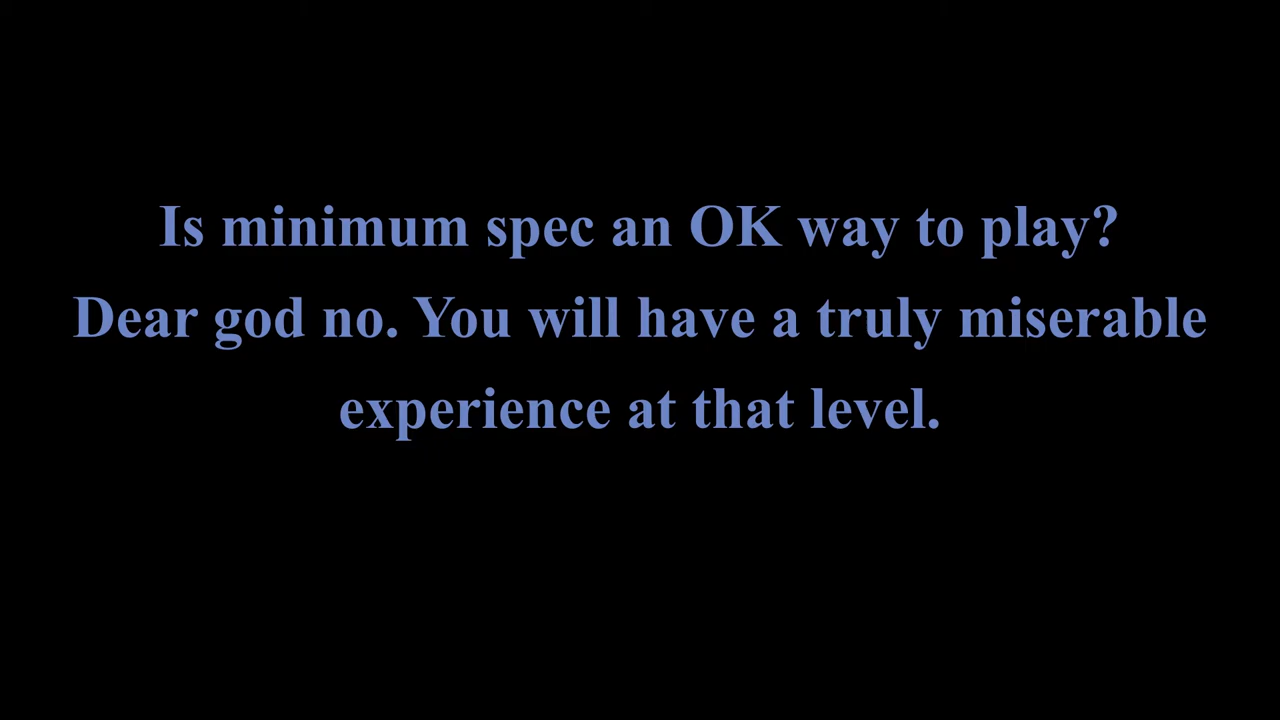 Is minimum spec an OK way to play?
Dear god no. You will have a truly miserable
experience at that level.